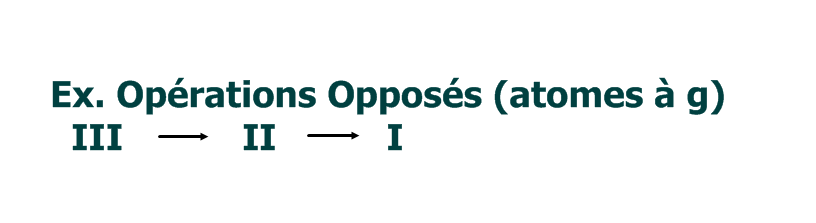 Ex. Opérations Opposés (atomes à g)
III → II → I